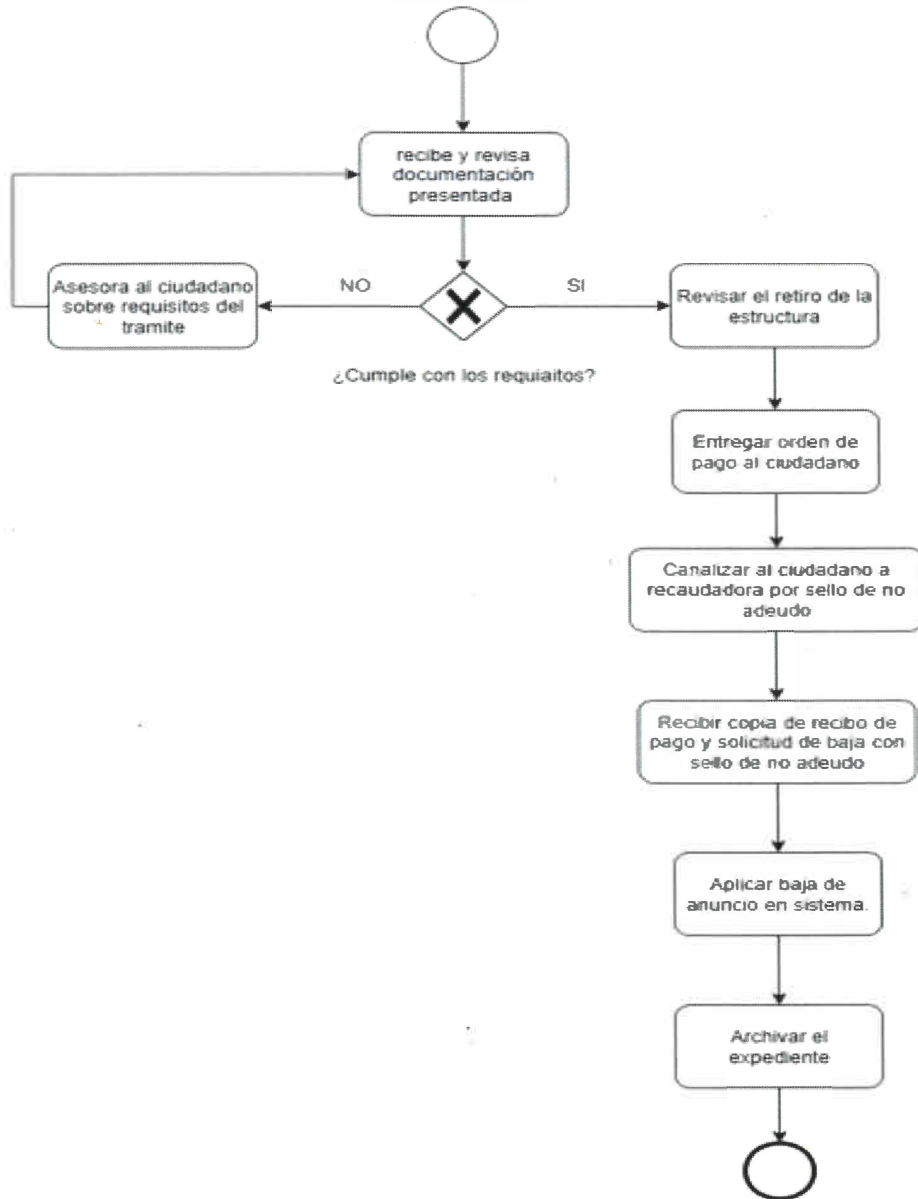 recibe y revisa
documentación
presentada
Asesora al ciudadano
sobre requisitos del
tramite
NO
SI
Revisar el retiro de la
estructura
¿Cumple con los requiaitos?
Entregar orden de
pago al ciudadano
Canalizar al ciudadano a
recaudadora por sello de no
adeudo
Recibir copia de recibo de
pago y solicitud de baja con
sello de no adeudo
Aplicar baja de
anuncio en sistema.
Archivar el
expediente